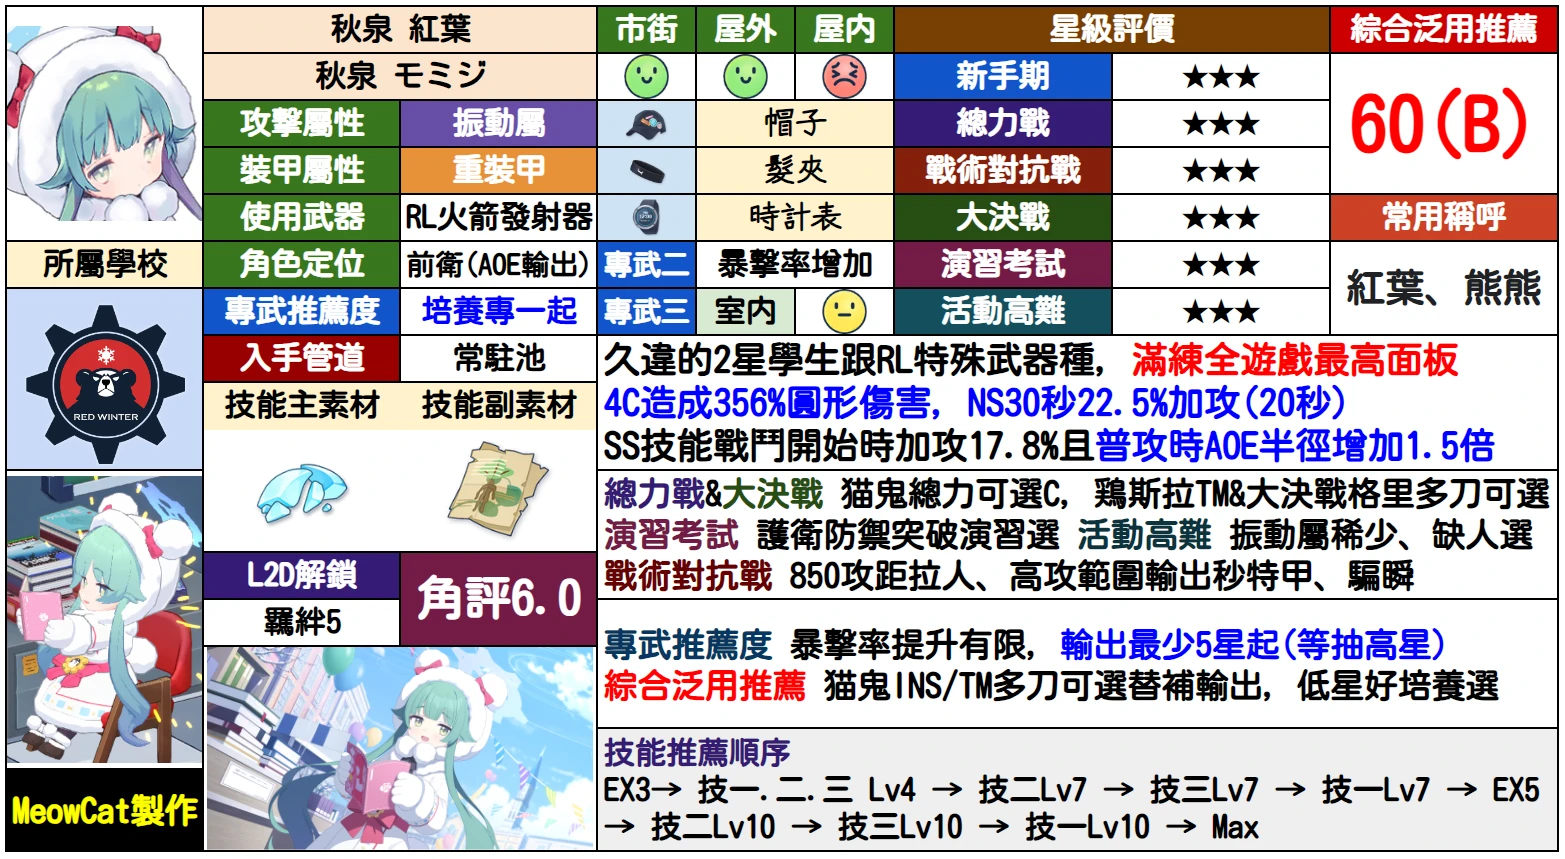 秋泉 紅葉
市街
屋外
屋内
星級評價
綜合泛用推薦
秋泉 モミジ
新手期
★★★
60(B)
攻擊屬性
振動屬
帽子
總力戰
★★★
裝甲屬性
重裝甲
髮夾
戰術對抗戰
★★★
使用武器
RL火箭發射器
時計表
大決戰
★★★
常用稱呼
所屬學校
角色定位
前衛(AOE輸出)
專武二
暴擊率增加
演習考試
★★★
紅葉、熊熊
專武推薦度
培養專一起
專武三
室内
活動高難
★★★
入手管道
常駐池
久違的2星學生跟RL特殊武器種, 滿練全遊戲最高面板
4C造成356%圓形傷害, NS30秒22.5%加攻(20秒)
SS技能戰鬥開始時加攻17.8%且普攻時AOE半徑增加1.5倍
技能主素材
技能副素材
RED WINTER
總力戰&大決戰 猫鬼總力可選C, 鶏斯拉TM&大決戰格里多刀可選
演習考試 護衛防禦突破演習選 活動高難 振動屬稀少、缺人選
戰術對抗戰 850攻距拉人、高攻範圍輸出秒特甲、騙瞬
L2D解鎖
角評6.0
羈絆5
專武推薦度 暴擊率提升有限, 輸出最少5星起(等抽高星)
綜合泛用推薦 猫鬼INS/TM多刀可選替補輸出, 低星好培養選
技能推薦順序
EX3→ 技一.二.三 Lv4 → 技二Lv7 → 技三Lv7 → 技一Lv7 → EX5
→ 技二Lv10 → 技三Lv10 → 技一Lv10 → Max
MeowCat製作